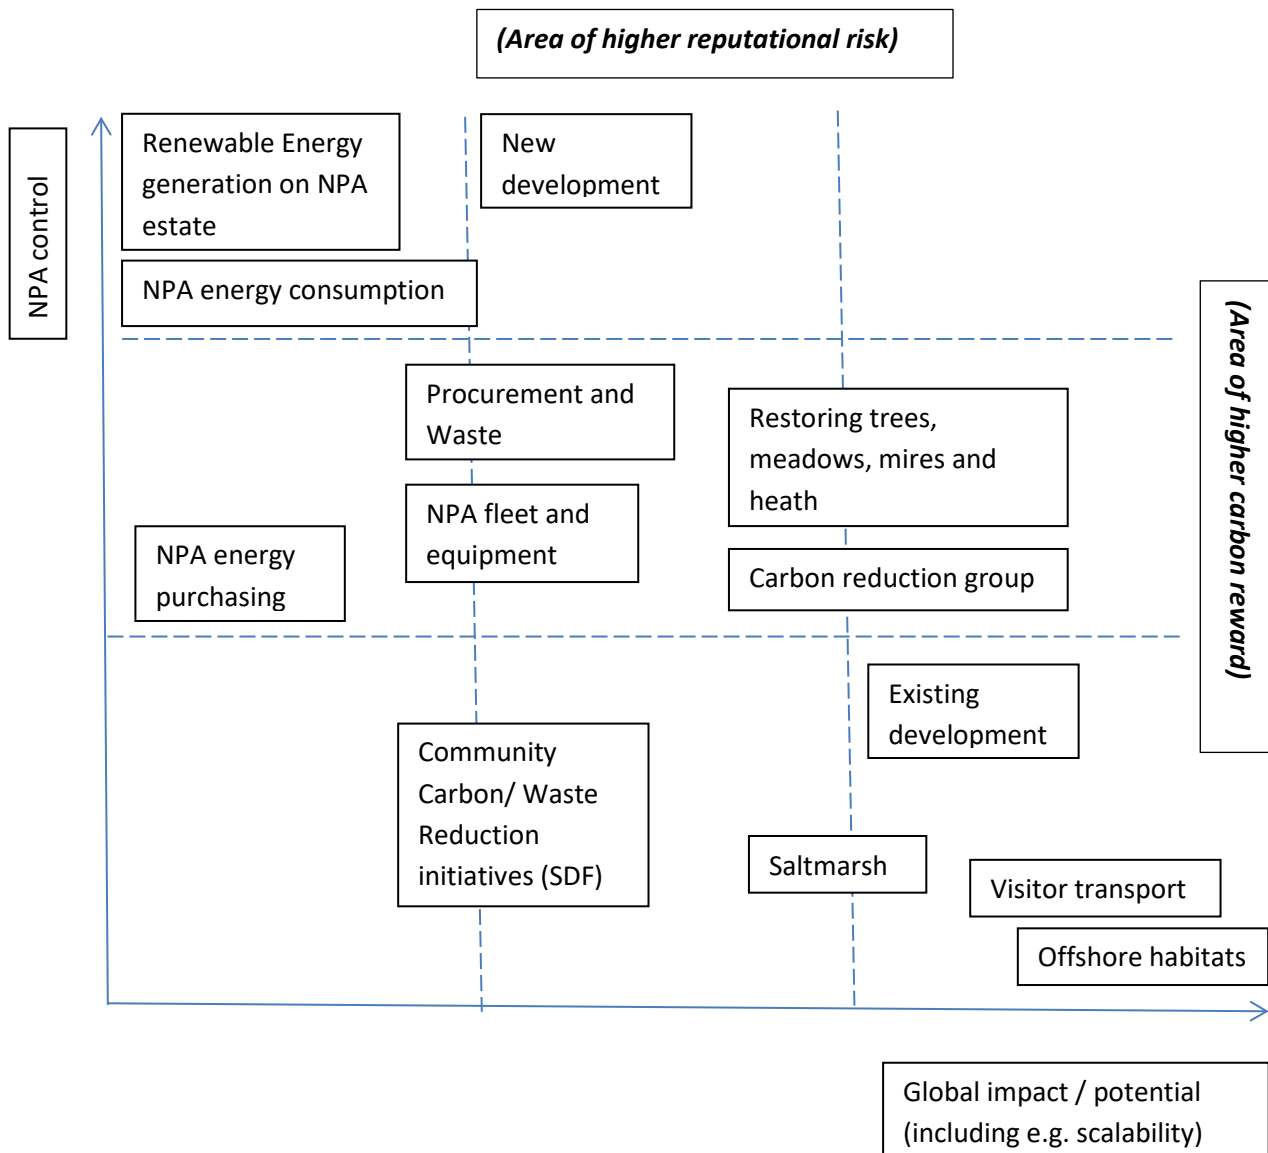 (Area of higher reputational risk)
NPA control
Renewable Energy
generation on NPA
estate
New
development
NPA energy consumption
(Area of higher carbon reward)
Procurement and
Waste
Restoring trees,
meadows, mires and
heath
NPA fleet and
equipment
NPA energy
purchasing
Carbon reduction group
Existing
development
Community
Carbon/ Waste
Reduction
initiatives (SDF)
Saltmarsh
Visitor transport
Offshore habitats
Global impact / potential
(including e.g. scalability)